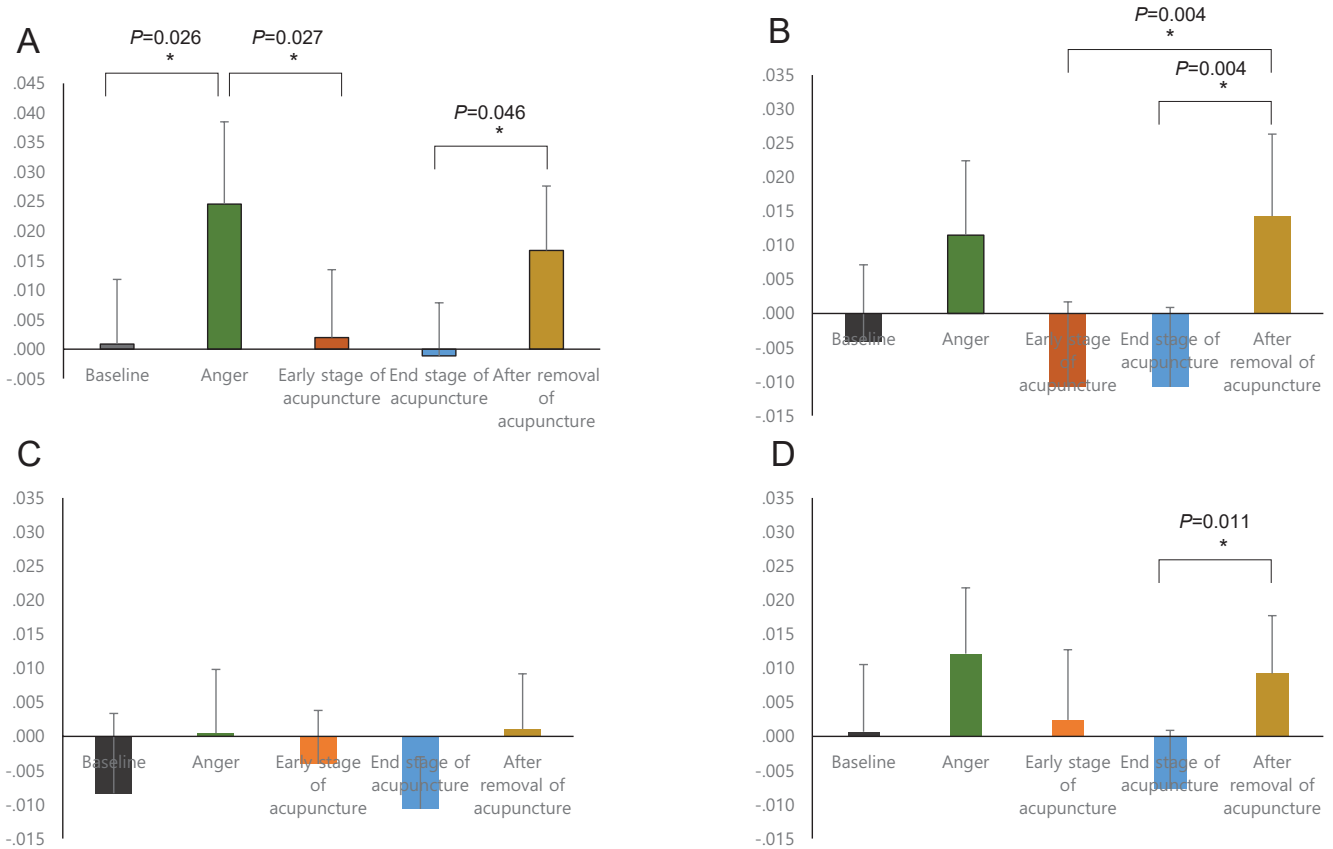 A
P=0.026
*
P=0.027
*
P=0.046
*
.045
.040
.035
.030
.025
.020
.015
.010
.005
.000
-.005
Baseline
Anger
Early stage of
acupuncture
End stage of
acupuncture
After removal
of
acupuncture
B
P=0.004
*
P=0.004
*
.035
.030
.025
.020
.015
.010
.005
.000
-.005
-.010
-.015
Baseline
Anger
Early stage
of
acupuncture
End stage of
acupuncture
After
removal of
acupuncture
C
.035
.030
.025
.020
.015
.010
.005
.000
-.005
-.010
-.015
Baseline
Anger
Early stage
of
acupuncture
End stage of
acupuncture
After
removal of
acupuncture
D
P=0.011
*
.035
.030
.025
.020
.015
.010
.005
.000
-.005
-.010
-.015
Baseline
Anger
Early stage
of
acupuncture
End stage of
acupuncture
After
removal of
acupuncture